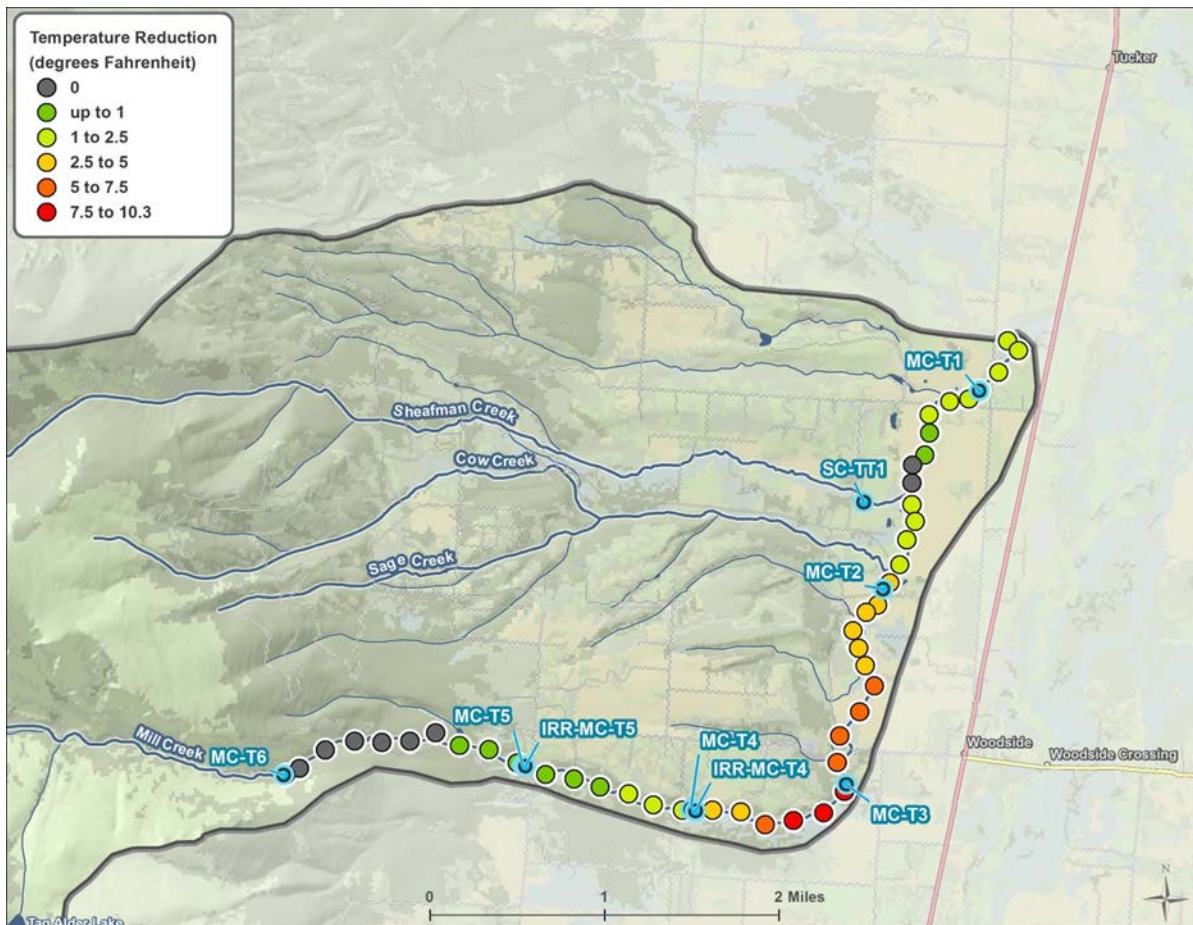 Temperature Reduction
(degrees Fahrenheit)
0
up to 1
1 to 2.5
2.5 to 5
5 to 7.5
7.5 to 10.3
Tucker
MC-T1
Sheafman Creek
Cow Creek
SC-TT1
Sage Creek
MC-T2
Mill Creek
MC-T6
MC-T5
IRR-MC-T5
MC-T4
IRR-MC-T4
Woodside
Woodside Crossing
MC-T3
0
1
2 Miles
N
Tag Alder Lake